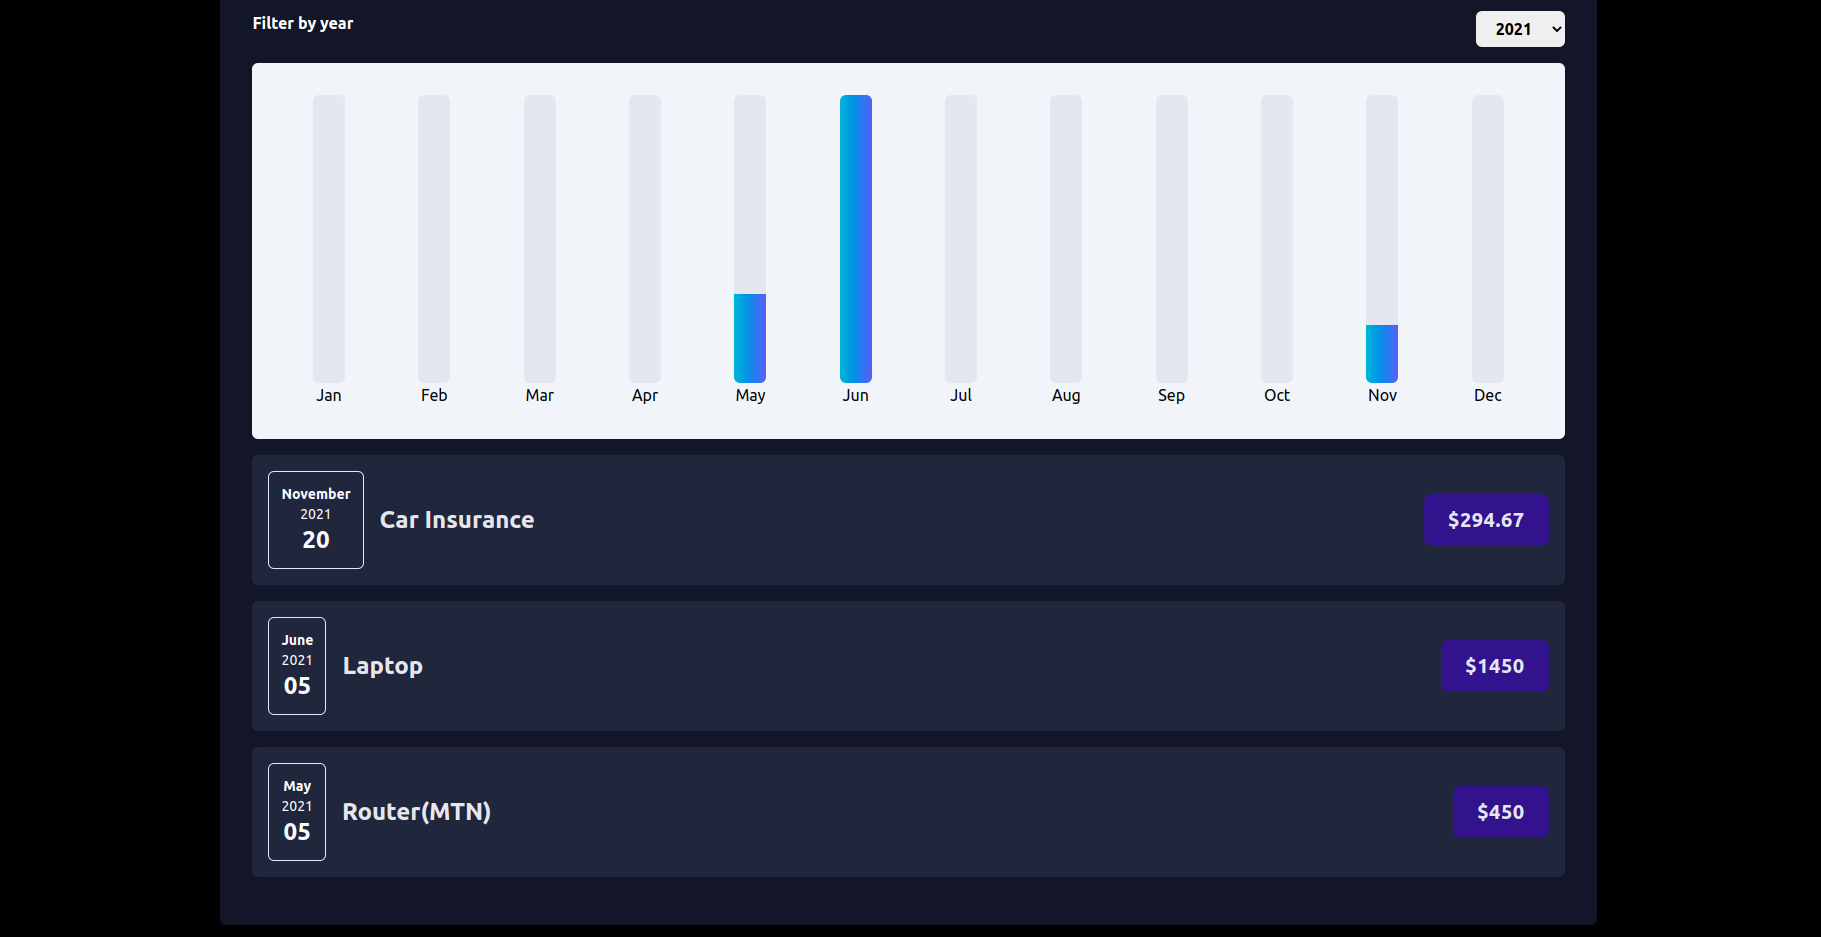 Filter by year
2021
Jan Feb Mar Apr May Jun Jul Aug Sep Oct Nov Dec
November
2021
20
Car Insurance
$294.67
June
2021
05
Laptop
$1450
May
2021
05
Router(MTN)
$450